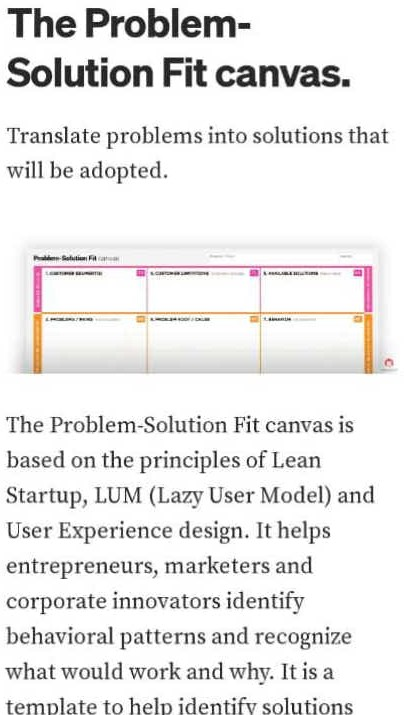 The Problem-
Solution Fit canvas.
Translate problems into solutions that
will be adopted.
Problem-Solution Fit canvas
1. CUSTOMER SEGMENT(S)
6. CUSTOMER LIMITATIONS
5. AVAILABLE SOLUTIONS
2. PROBLEMS / PAINS
9. PROBLEM ROOT / CAUSE
7. BEHAVIOR
The Problem-Solution Fit canvas is
based on the principles of Lean
Startup, LUM (Lazy User Model) and
User Experience design. It helps
entrepreneurs, marketers and
corporate innovators identify
behavioral patterns and recognize
what would work and why. It is a
template to help identify solutions